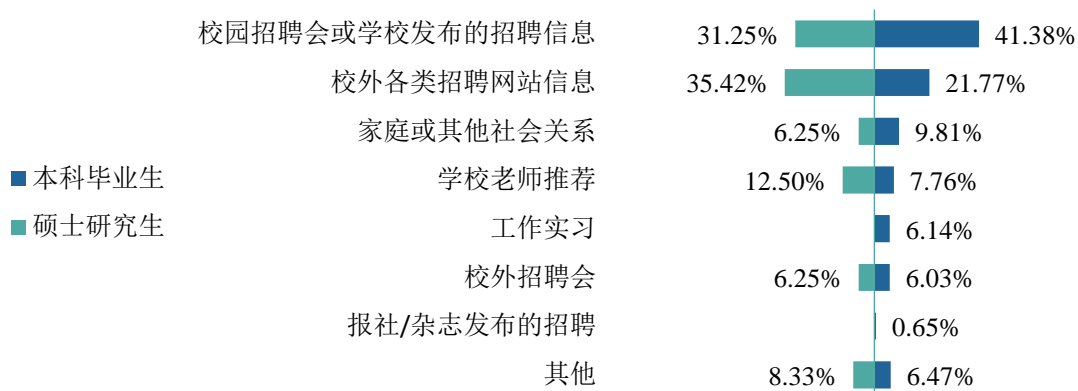 校园招聘会或学校发布的招聘信息 31.25% 41.38%
校外各类招聘网站信息 35.42% 21.77%
家庭或其他社会关系 6.25% 9.81%
本科毕业生 学校老师推荐 12.50% 7.76%
硕士研究生 工作实习 6.14%
校外招聘会 6.25% 6.03%
报社/杂志发布的招聘 0.65%
其他 8.33% 6.47%